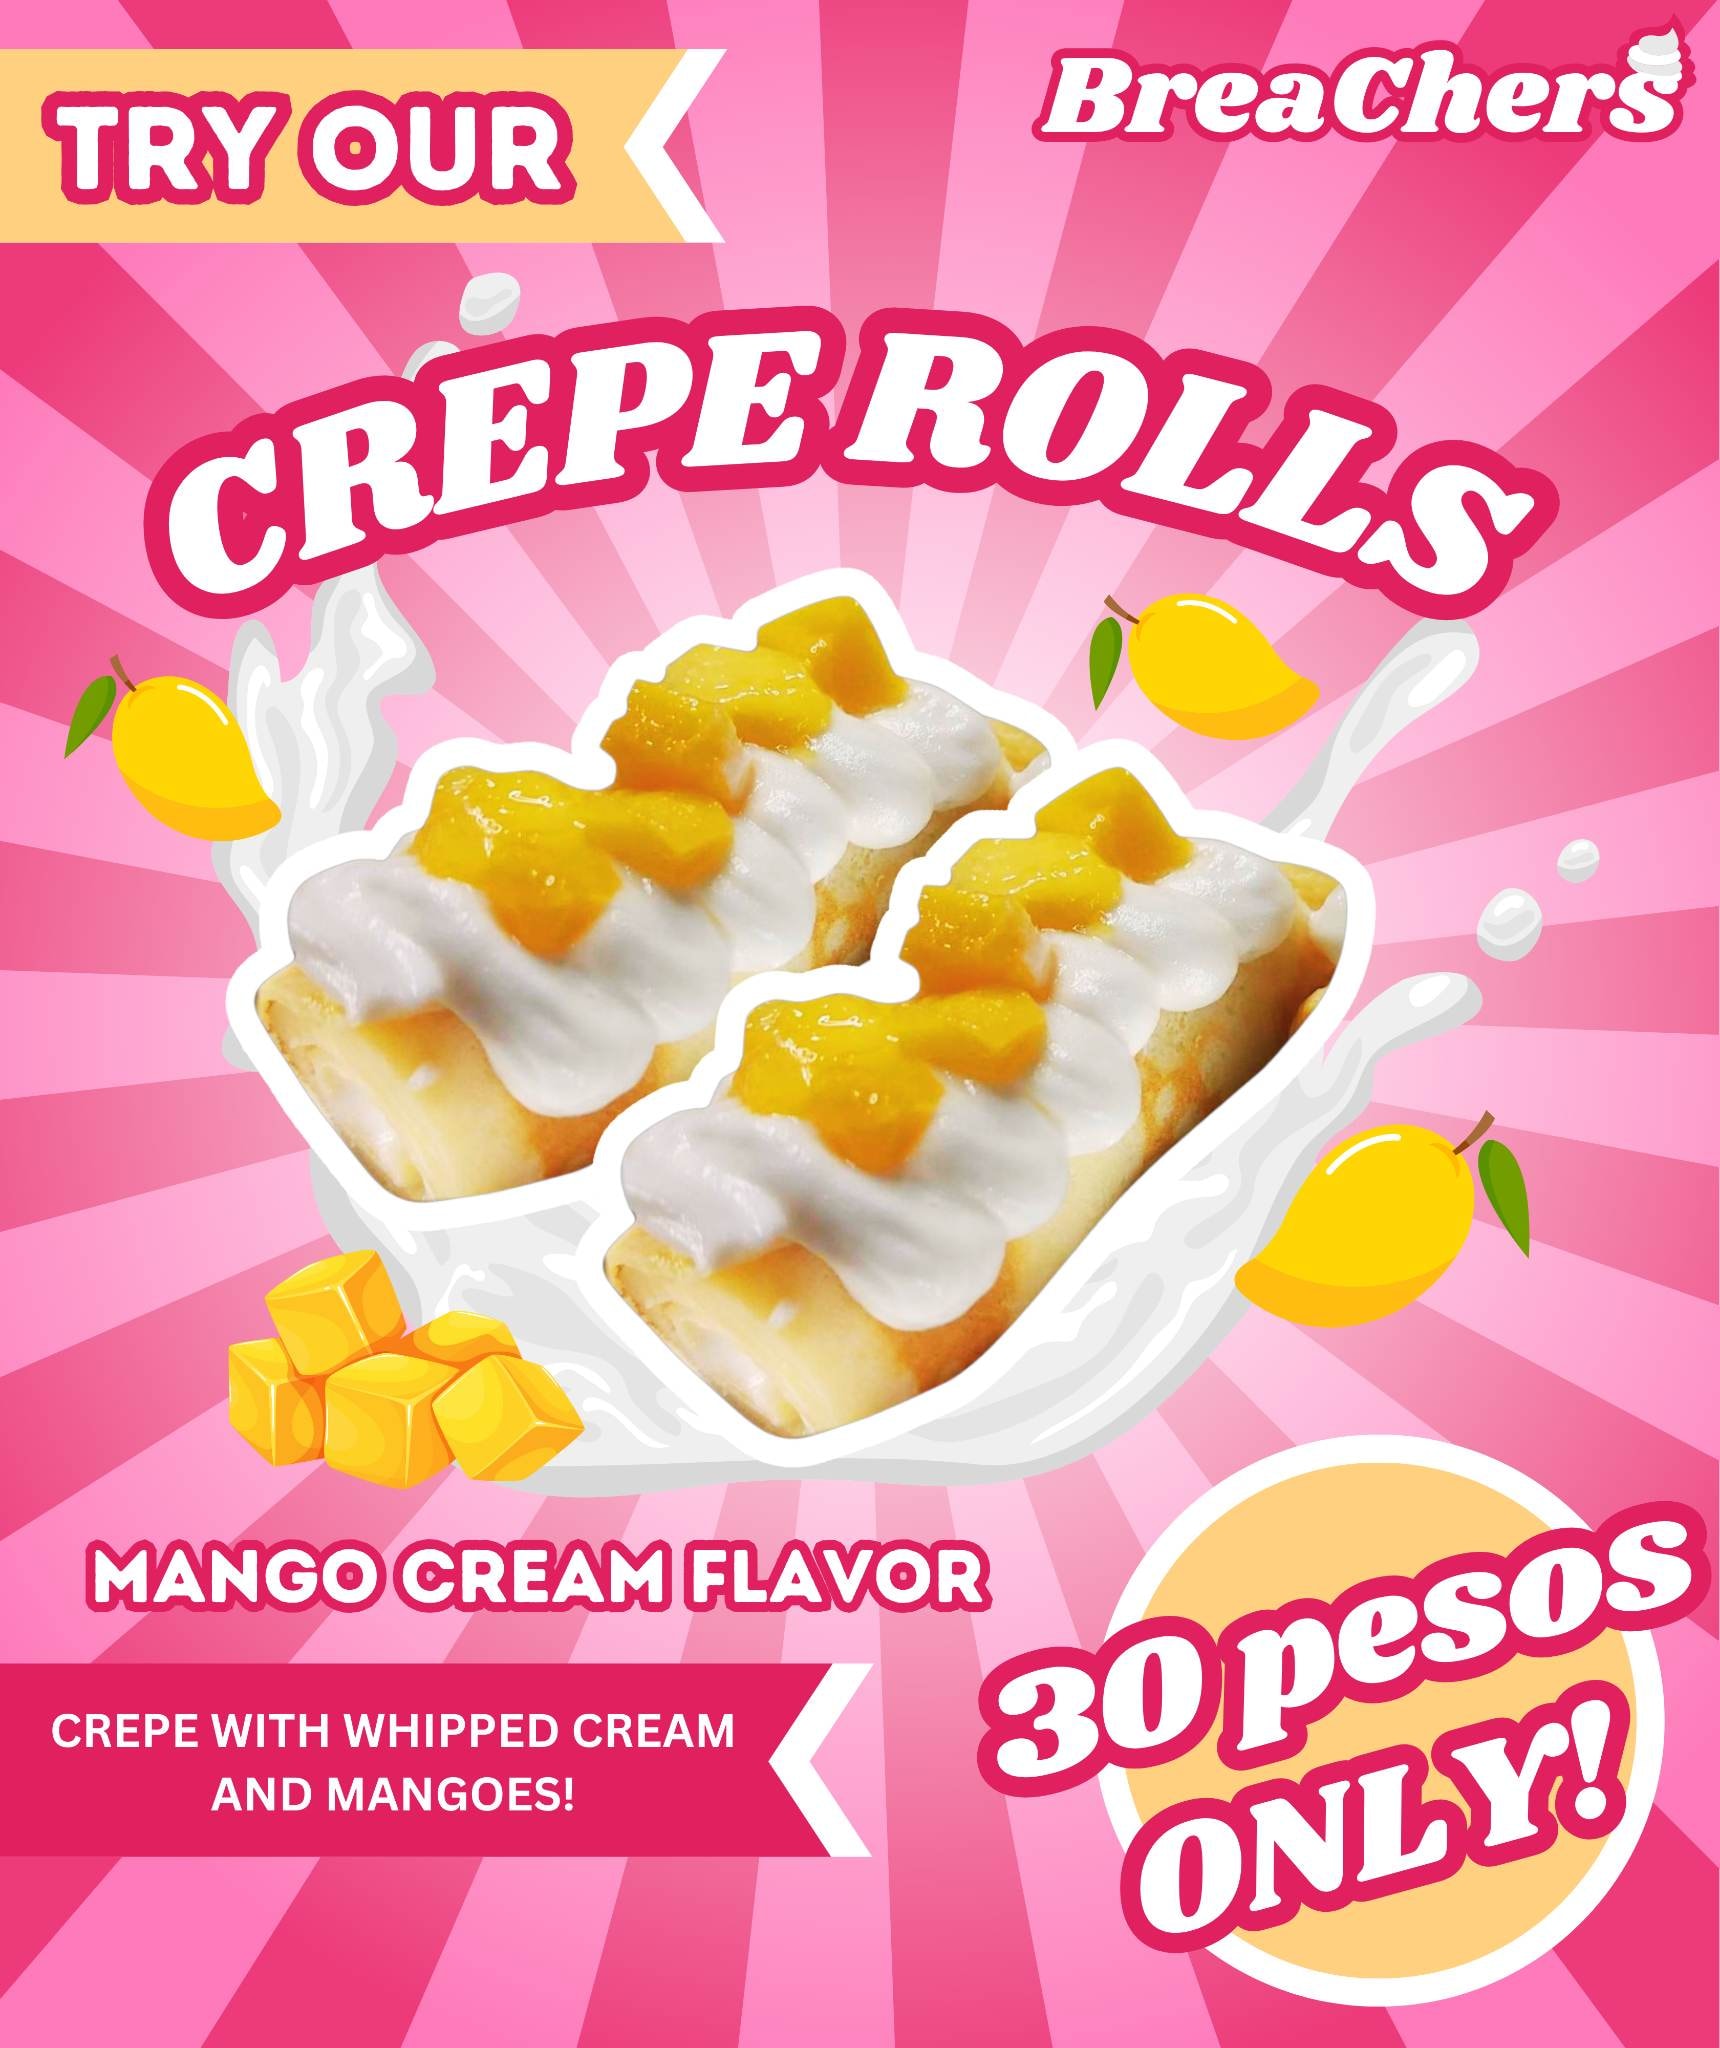 TRY OUR
BreaChers
CREPE ROLLS
MANGO CREAM FLAVOR
CREPE WITH WHIPPED CREAM
AND MANGOES!
30 pesos
ONLY!